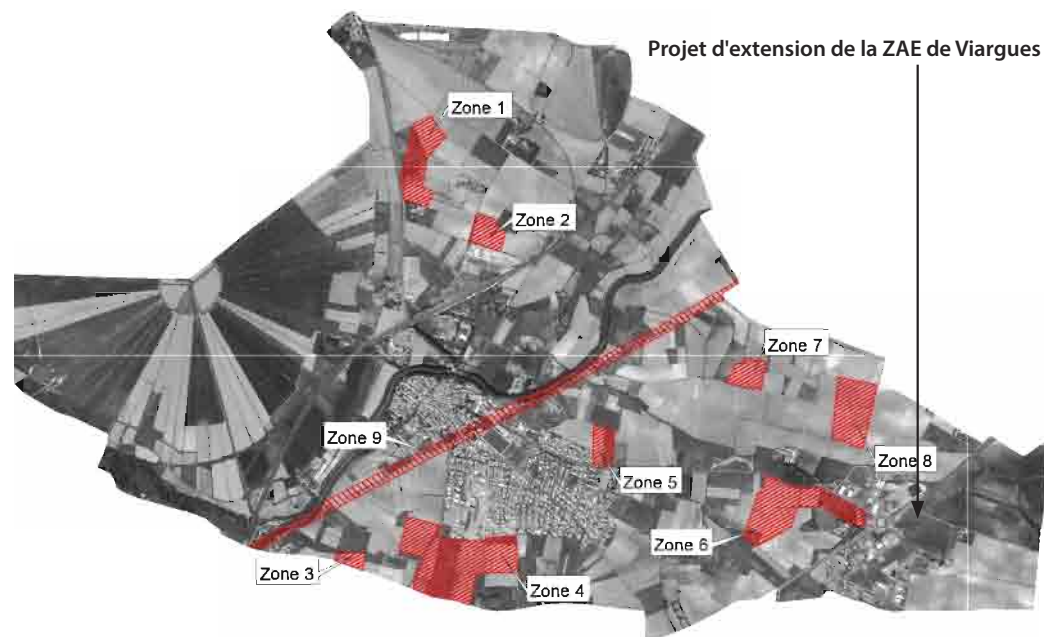 Projet d'extension de la ZAE de Viargues
Zone 1
Zone 2
Zone 7
Zone 9
Zone 8
Zone 5
Zone 6
Zone 3
Zone 4